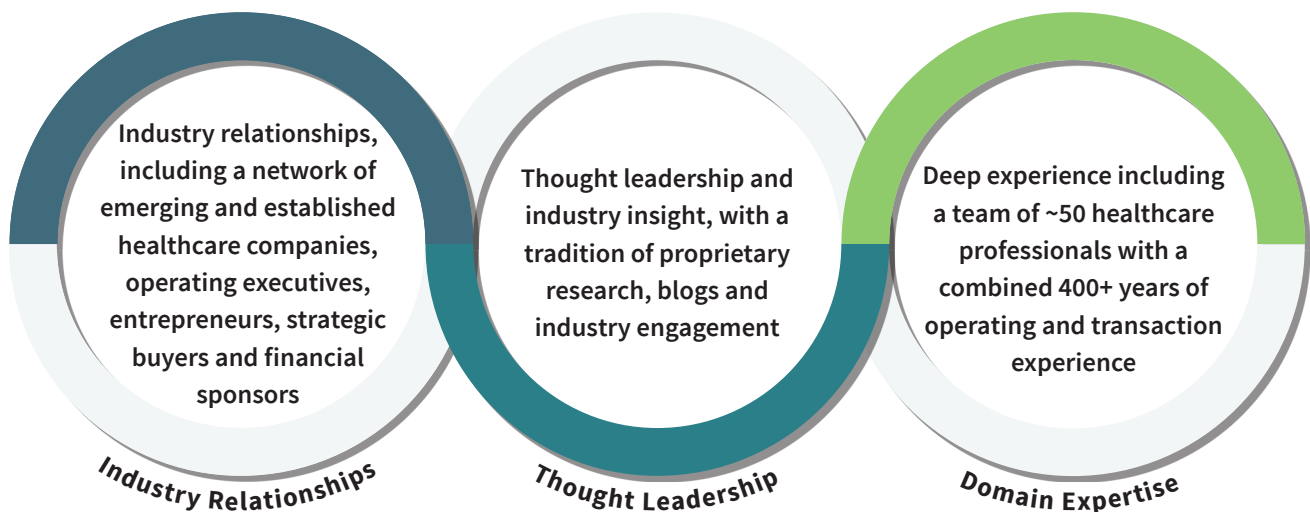 Industry relationships,
including a network of
emerging and established
healthcare companies,
operating executives,
entrepreneurs, strategic
buyers and financial
sponsors
Industry Relationships
Thought leadership and
industry insight, with a
tradition of proprietary
research, blogs and
industry engagement
Thought Leadership
Deep experience including
a team of ~50 healthcare
professionals with a
combined 400+ years of
operating and transaction
experience
Domain Expertise